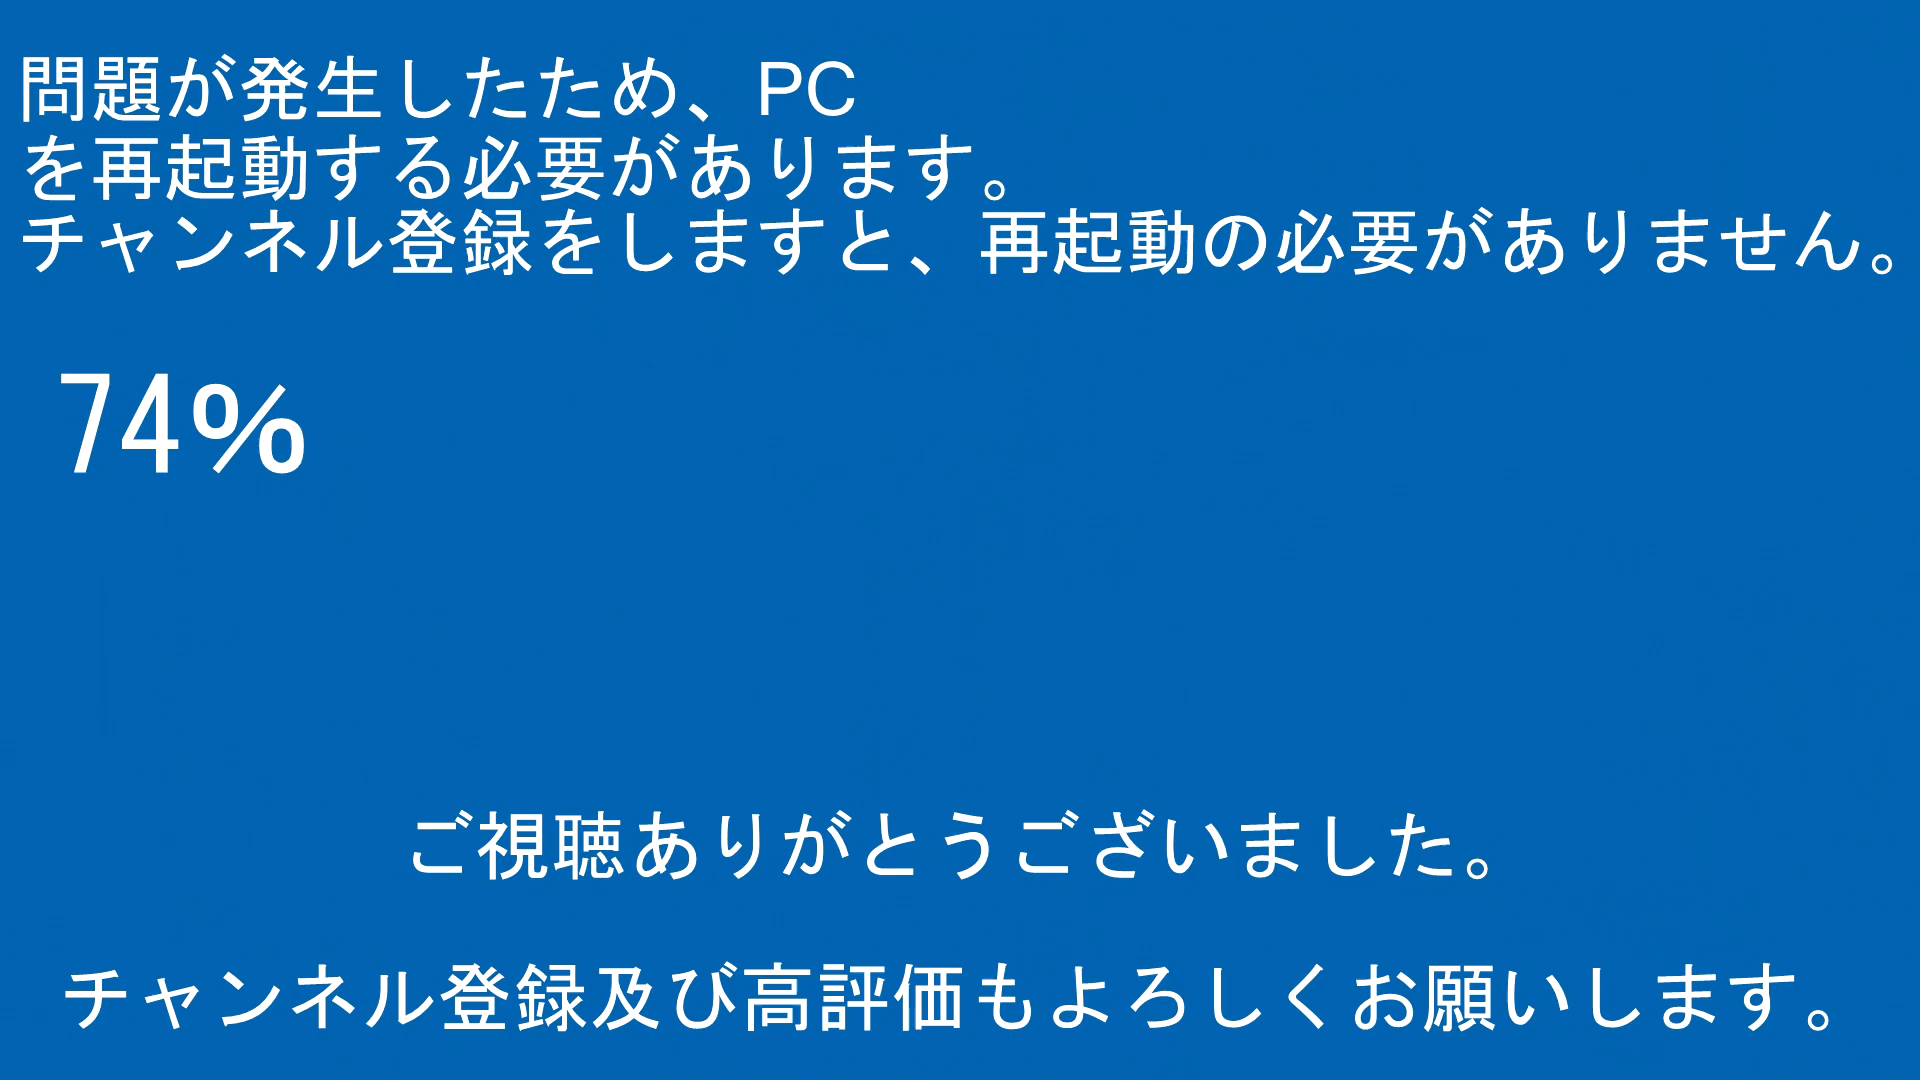 問題が発生したため、PC
を再起動する必要があります。
チャンネル登録をしますと、再起動の必要がありません。
74%
ご視聴ありがとうございました。
チャンネル登録及び高評価もよろしくお願いします。